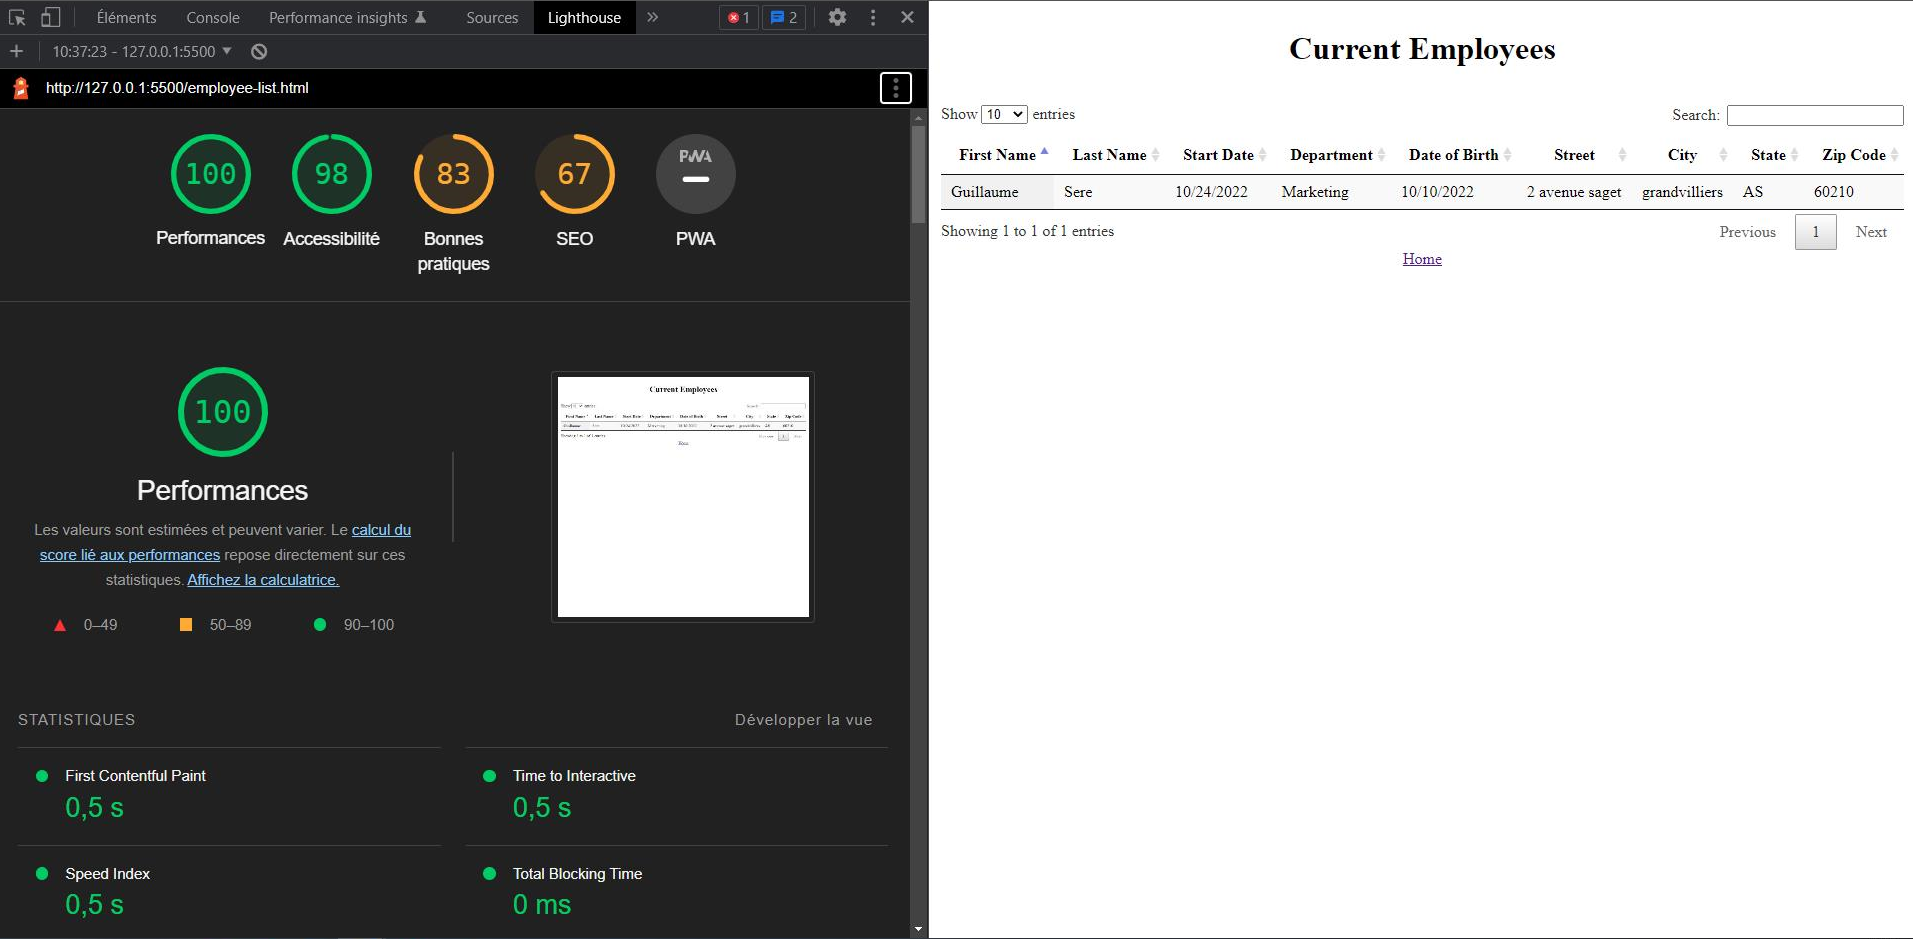 Éléments Console Performance insights Sources Lighthouse 1 2
10:37:23 - 127.0.0.1:5500
http://127.0.0.1:5500/employee-list.html
100 98 83 67 PWA
Performances Accessibilité Bonnes pratiques SEO PWA
100
Performances
Les valeurs sont estimées et peuvent varier. Le calcul du
score lié aux performances repose directement sur ces
statistiques. Affichez la calculatrice.
0–49 50–89 90–100
Current Employees
STATISTIQUES Développer la vue
First Contentful Paint Time to Interactive
0,5 s 0,5 s
Speed Index Total Blocking Time
0,5 s 0 ms
Current Employees
Show 10 entries Search:
First Name Last Name Start Date Department Date of Birth Street City State Zip Code
Guillaume Sere 10/24/2022 Marketing 10/10/2022 2 avenue saget grandvilliers AS 60210
Showing 1 to 1 of 1 entries Previous 1 Next
Home